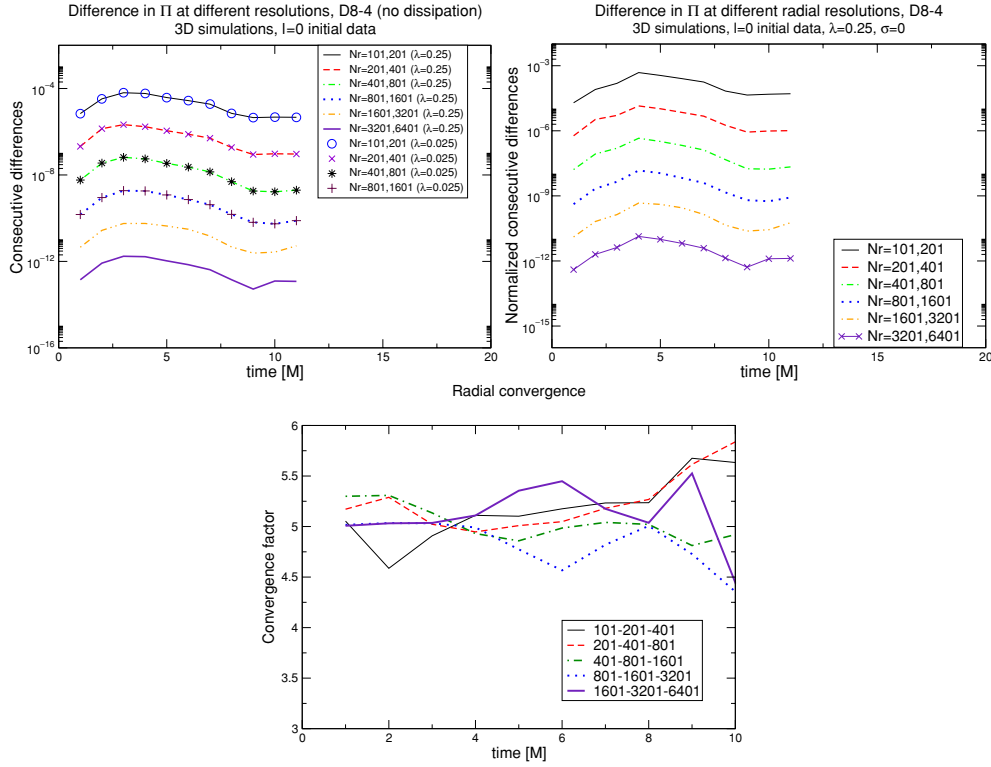 Difference in Π at different resolutions, D8-4 (no dissipation)
3D simulations, l=0 initial data
Consecutive differences
10⁻⁴
10⁻⁸
10⁻¹²
10⁻¹⁶
Nr=101,201 (λ=0.25)
Nr=201,401 (λ=0.25)
Nr=401,801 (λ=0.25)
Nr=801,1601 (λ=0.25)
Nr=1601,3201 (λ=0.25)
Nr=3201,6401 (λ=0.25)
Nr=101,201 (λ=0.025)
Nr=201,401 (λ=0.025)
Nr=401,801 (λ=0.025)
Nr=801,1601 (λ=0.025)
0 5 10 15 20
time [M]
Difference in Π at different radial resolutions, D8-4
3D simulations, l=0 initial data, λ=0.25, σ=0
Normalized consecutive differences
10⁻³
10⁻⁶
10⁻⁹
10⁻¹²
10⁻¹⁵
Nr=101,201
Nr=201,401
Nr=401,801
Nr=801,1601
Nr=1601,3201
Nr=3201,6401
0 5 10 15 20
time [M]
Radial convergence
Convergence factor
6
5.5
5
4.5
4
3.5
3
101-201-401
201-401-801
401-801-1601
801-1601-3201
1601-3201-6401
0 2 4 6 8 10
time [M]